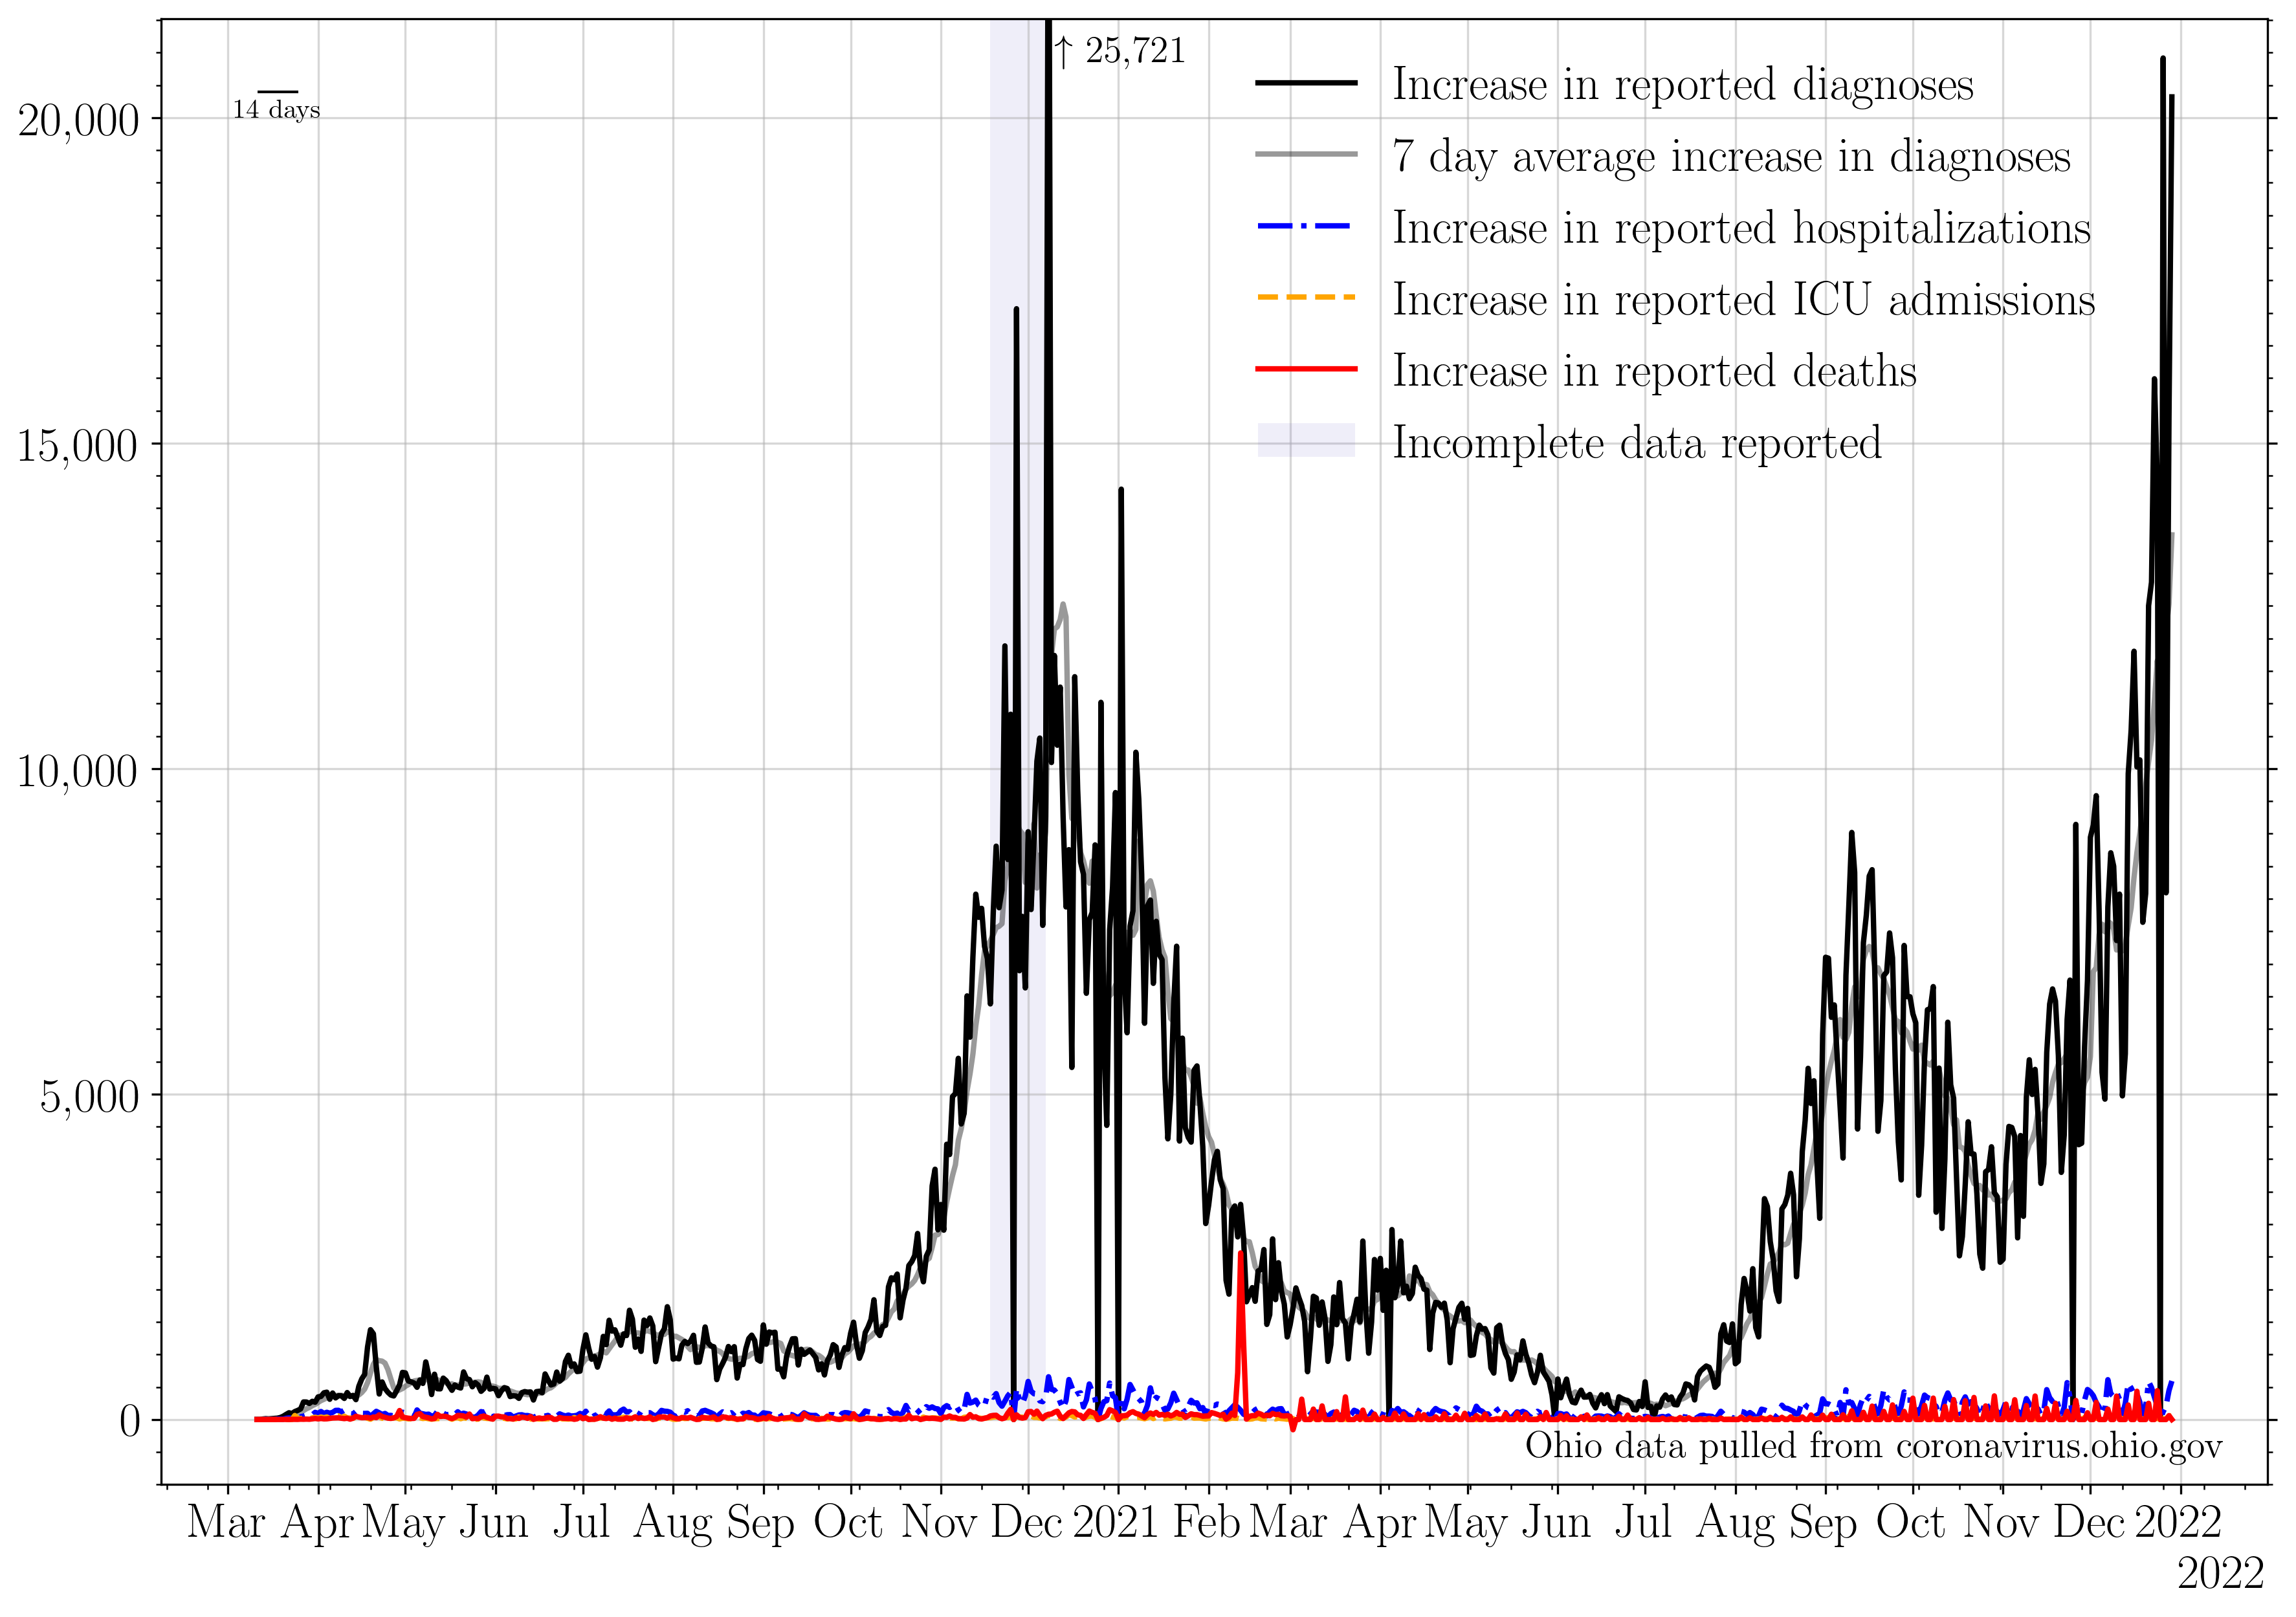 ↑ 25,721
14 days
Increase in reported diagnoses
7 day average increase in diagnoses
Increase in reported hospitalizations
Increase in reported ICU admissions
Increase in reported deaths
Incomplete data reported
20,000
15,000
10,000
5,000
0
Ohio data pulled from coronavirus.ohio.gov
Mar Apr May Jun Jul Aug Sep Oct Nov Dec 2021 Feb Mar Apr May Jun Jul Aug Sep Oct Nov Dec 2022
2022